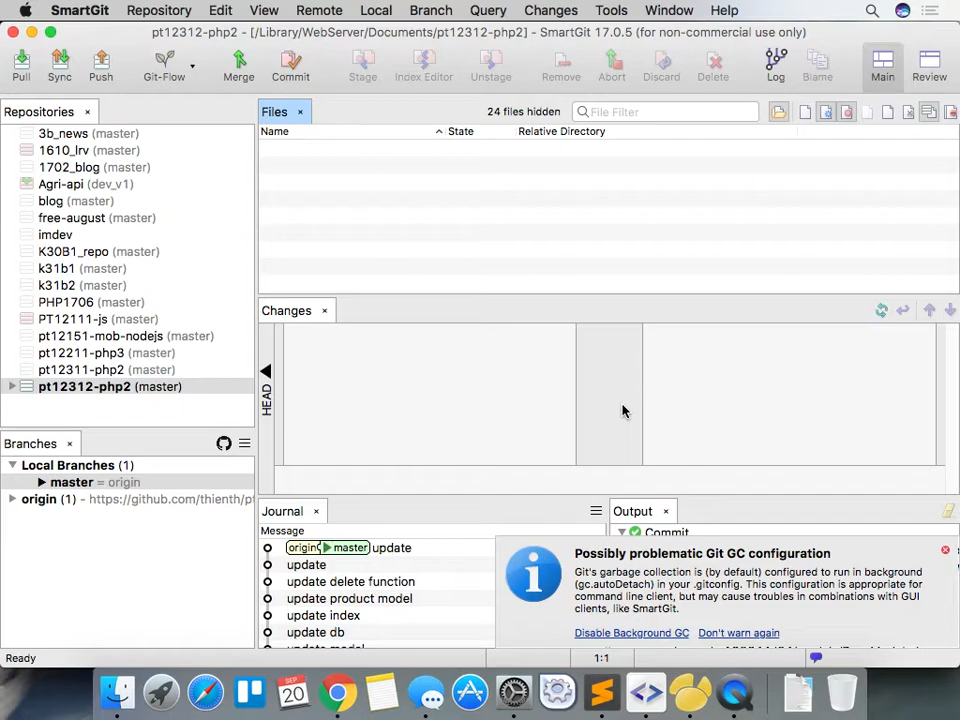 SmartGit Repository Edit View Remote Local Branch Query Changes Tools Window Help
pt12312-php2 - [/Library/WebServer/Documents/pt12312-php2] - SmartGit 17.0.5 (for non-commercial use only)
Pull Sync Push Git-Flow Merge Commit Stage Index Editor Unstage Remove Abort Discard Delete Log Blame Main Review
Repositories
3b_news (master)
1610_lrv (master)
1702_blog (master)
Agri-api (dev_v1)
blog (master)
free-august (master)
imdev
K30B1_repo (master)
k31b1 (master)
k31b2 (master)
PHP1706 (master)
PT12111-js (master)
pt12151-mob-nodejs (master)
pt12211-php3 (master)
pt12311-php2 (master)
pt12312-php2 (master)
Files 24 files hidden File Filter
Name State Relative Directory
Changes
HEAD
Branches
Local Branches (1)
master = origin
origin (1) - https://github.com/thienth/pt
Journal
Message
origin master update
update
update delete function
update product model
update index
update db
Output
Commit
Possibly problematic Git GC configuration
Git's garbage collection is (by default) configured to run in background
(gc.autoDetach) in your .gitconfig. This configuration is appropriate for
command line client, but may cause troubles in combinations with GUI
clients, like SmartGit.
Disable Background GC Don't warn again
Ready 1:1
SEP
20